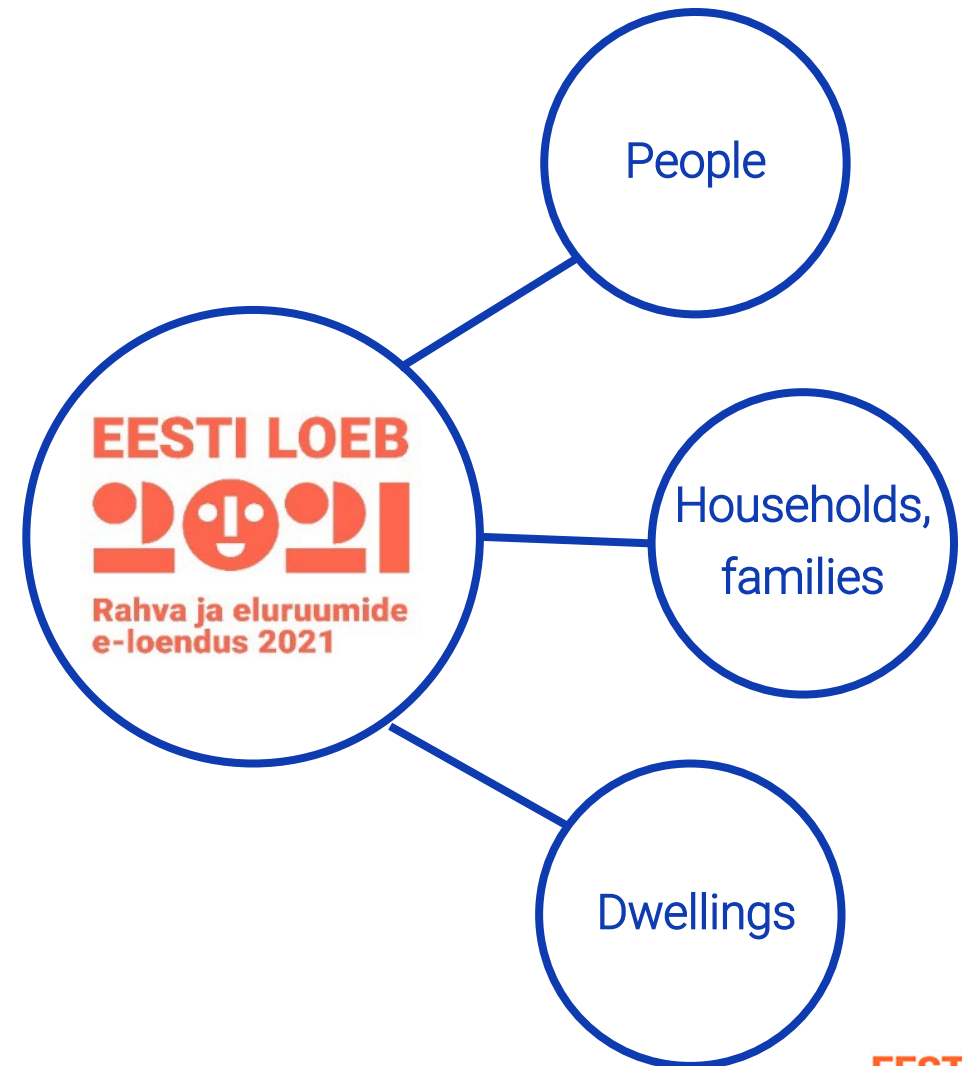 People
EESTI LOEB
2021
Rahva ja eluruumide
e-loendus 2021
Households,
families
Dwellings